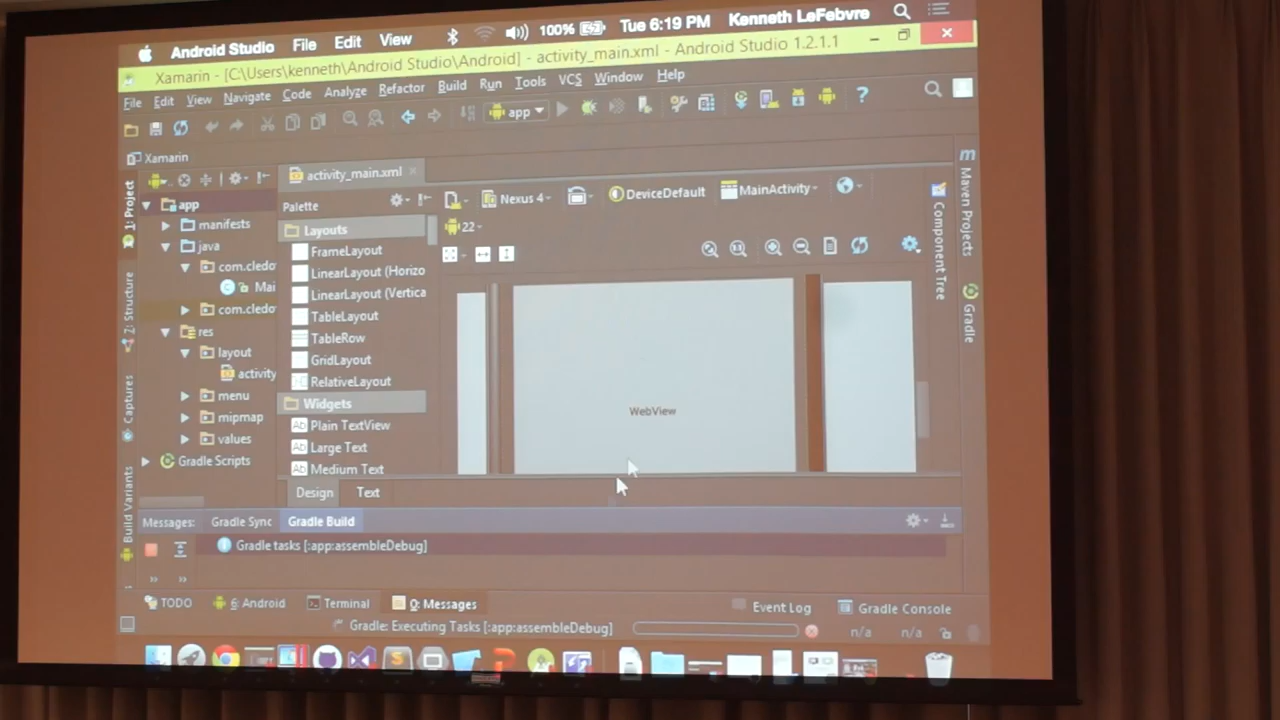 Android Studio File Edit View 100% Tue 6:19 PM Kenneth LeFebvre
Xamarin - [C:\Users\kenneth\Android Studio\Android] - activity_main.xml - Android Studio 1.2.1.1
File Edit View Navigate Code Analyze Refactor Build Run Tools VCS Window Help
app
Xamarin
activity_main.xml
1: Project
app
manifests
java
com.cledo
Mai
com.cledo
res
layout
activity
menu
mipmap
values
Gradle Scripts
Z: Structure
Captures
Build Variants
Palette
Layouts
FrameLayout
LinearLayout (Horizo
LinearLayout (Vertica
TableLayout
TableRow
GridLayout
RelativeLayout
Widgets
Plain TextView
Large Text
Medium Text
Design Text
Nexus 4 DeviceDefault MainActivity
22
WebView
Component Tree
Maven Projects
Gradle
Messages: Gradle Sync Gradle Build
Gradle tasks [:app:assembleDebug]
TODO 6: Android Terminal 0: Messages Event Log Gradle Console
Gradle: Executing Tasks [:app:assembleDebug] n/a n/a